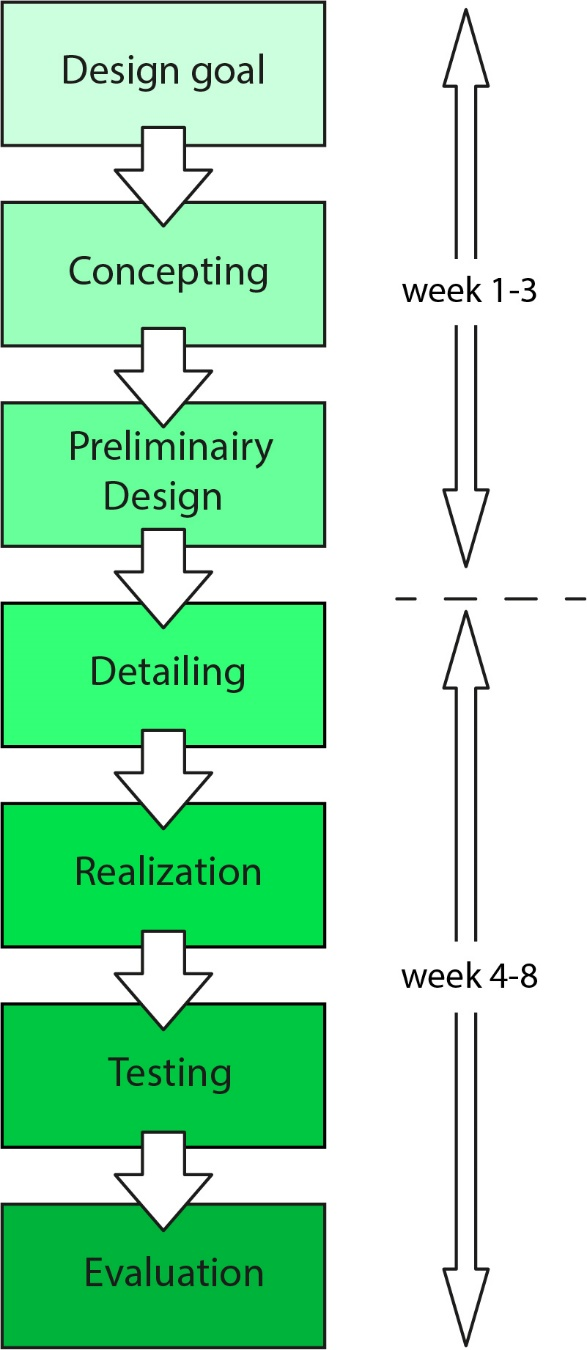 Design goal
Concepting
week 1-3
Preliminairy
Design
Detailing
Realization
week 4-8
Testing
Evaluation